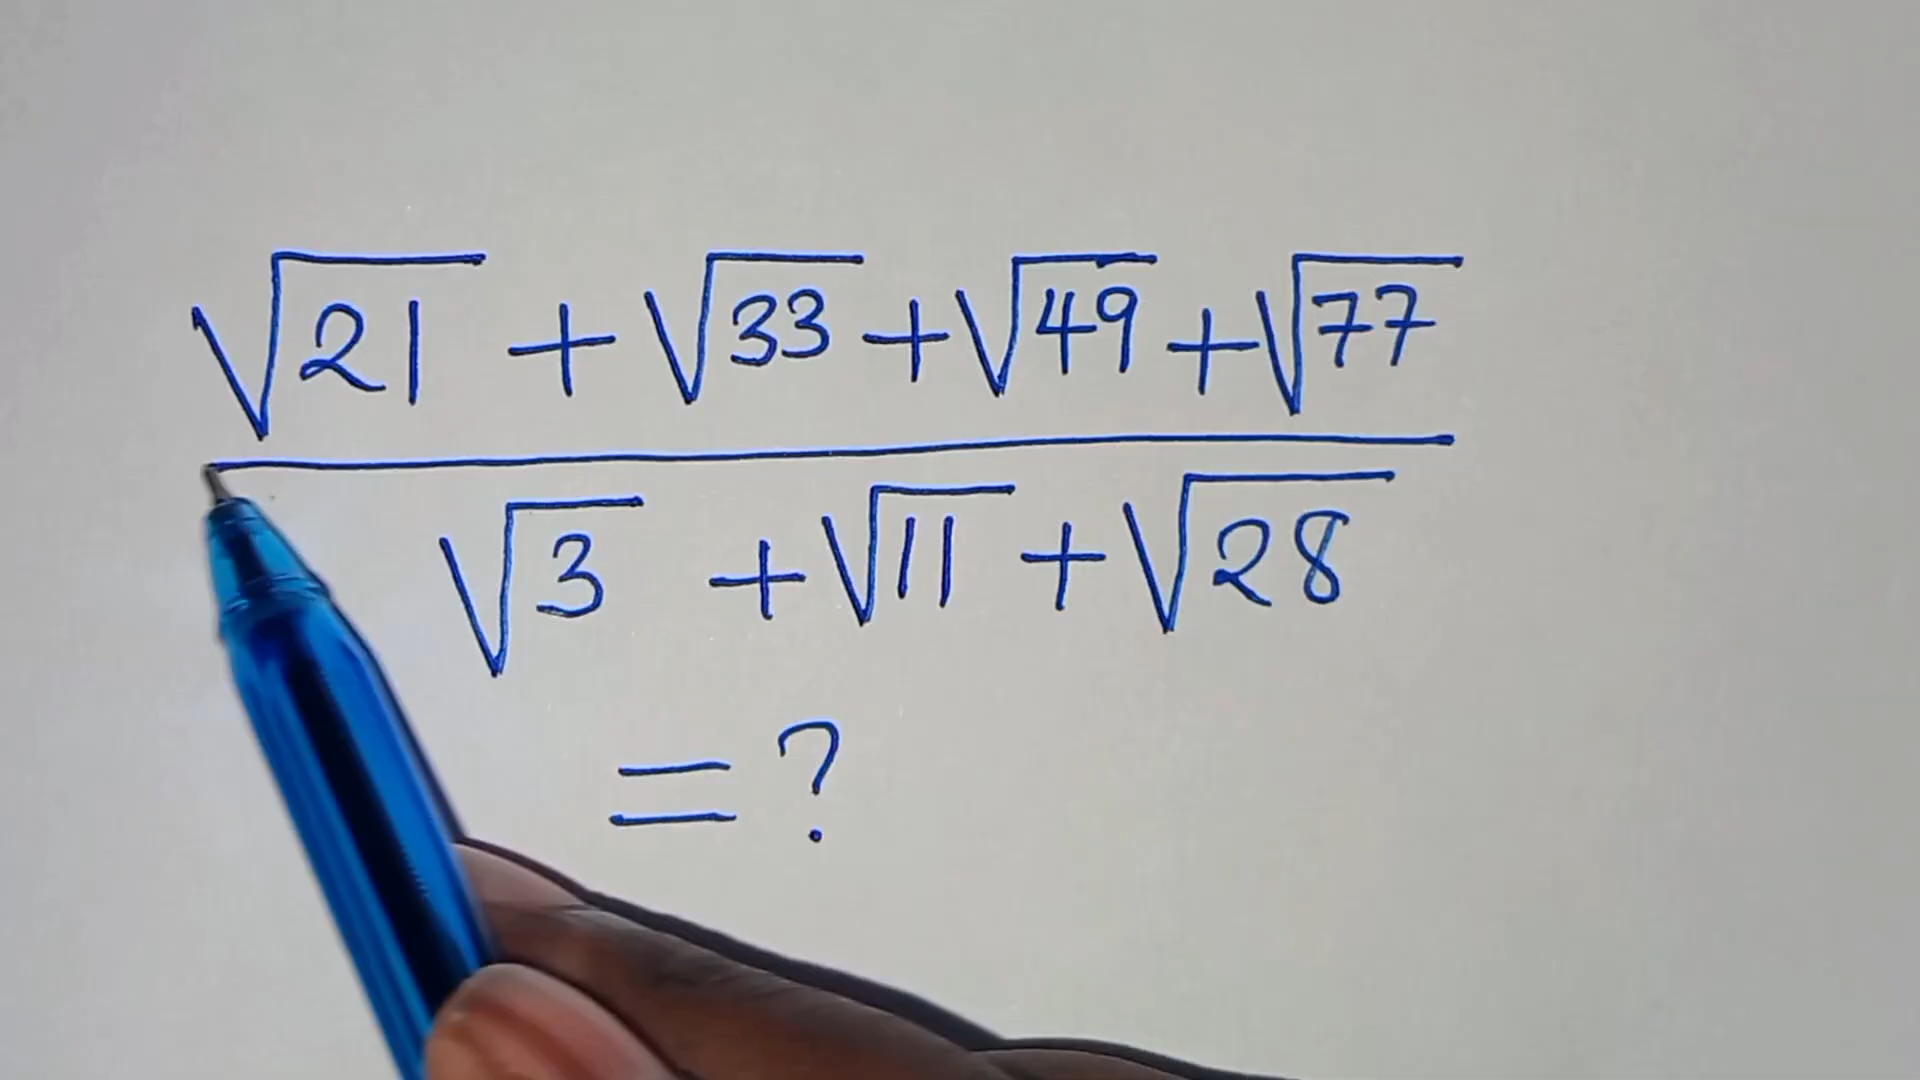 √21 + √33 + √49 + √77
√3 + √11 + √28
= ?